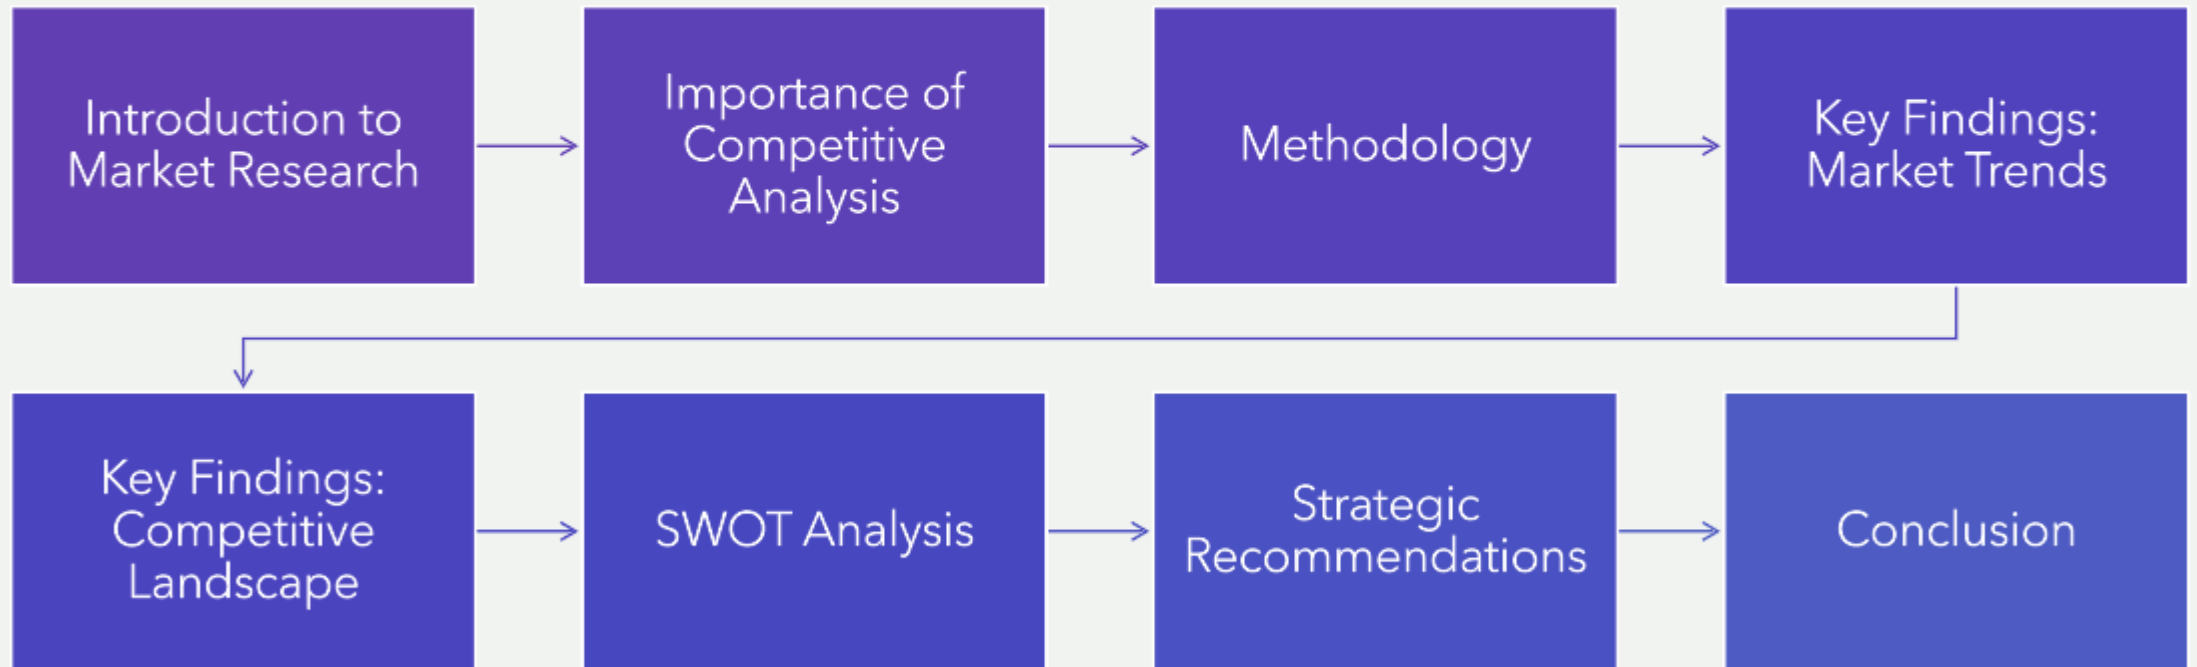 Introduction to
Market Research
Importance of
Competitive
Analysis
Methodology
Key Findings:
Market Trends
Key Findings:
Competitive
Landscape
SWOT Analysis
Strategic
Recommendations
Conclusion